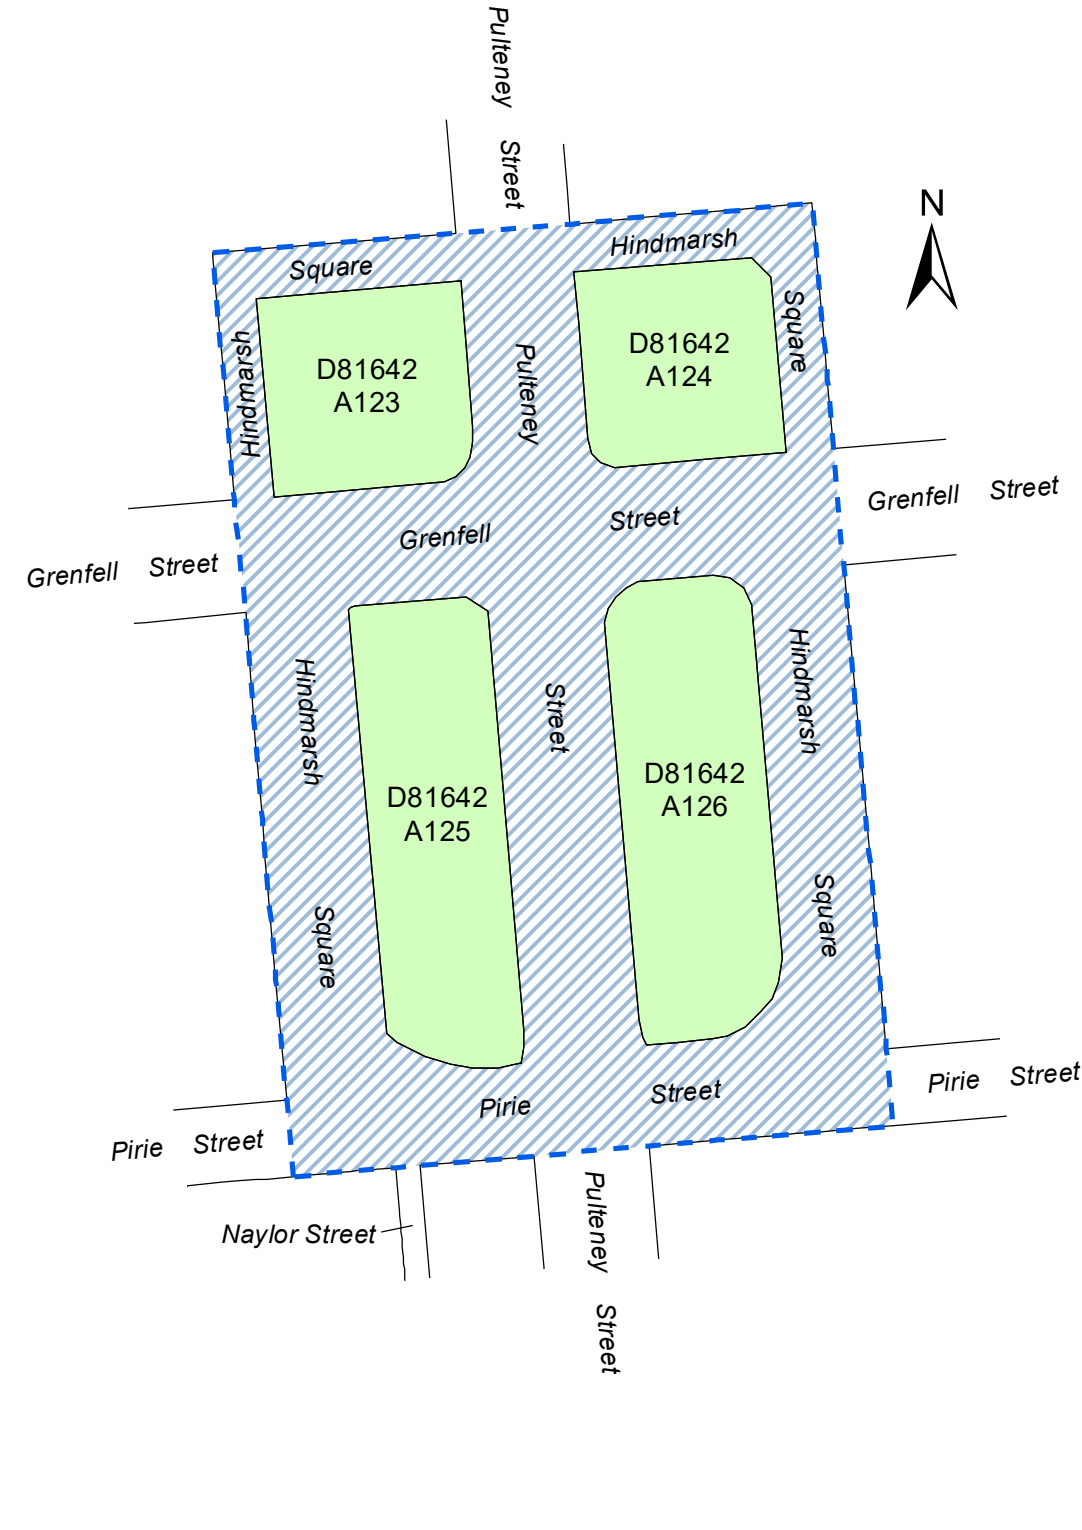 Pulteney
Street
N
Hindmarsh
Square
Hindmarsh
Square
D81642
A123
D81642
A124
Pulteney
Grenfell Street
Grenfell Street
Grenfell Street
Hindmarsh
Square
Street
Hindmarsh
Square
D81642
A125
D81642
A126
Pirie Street
Pirie Street
Pirie Street
Naylor Street
Pulteney
Street